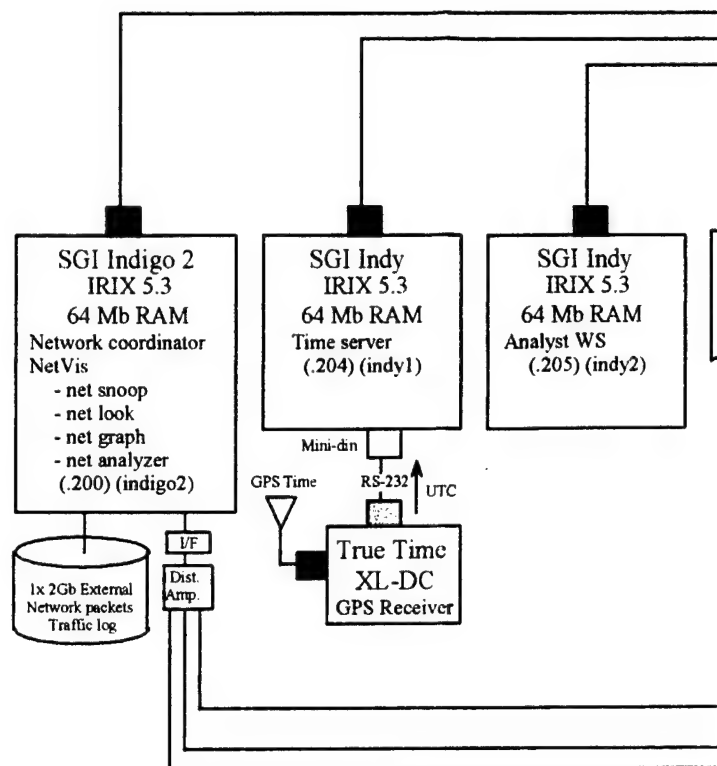 SGI Indigo 2
IRIX 5.3
64 Mb RAM
Network coordinator
NetVis
- net snoop
- net look
- net graph
- net analyzer
(.200) (indigo2)
SGI Indy
IRIX 5.3
64 Mb RAM
Time server
(.204) (indy1)
SGI Indy
IRIX 5.3
64 Mb RAM
Analyst WS
(.205) (indy2)
Mini-din
GPS Time
RS-232
UTC
I/F
Dist.
Amp.
1x 2Gb External
Network packets
Traffic log
True Time
XL-DC
GPS Receiver